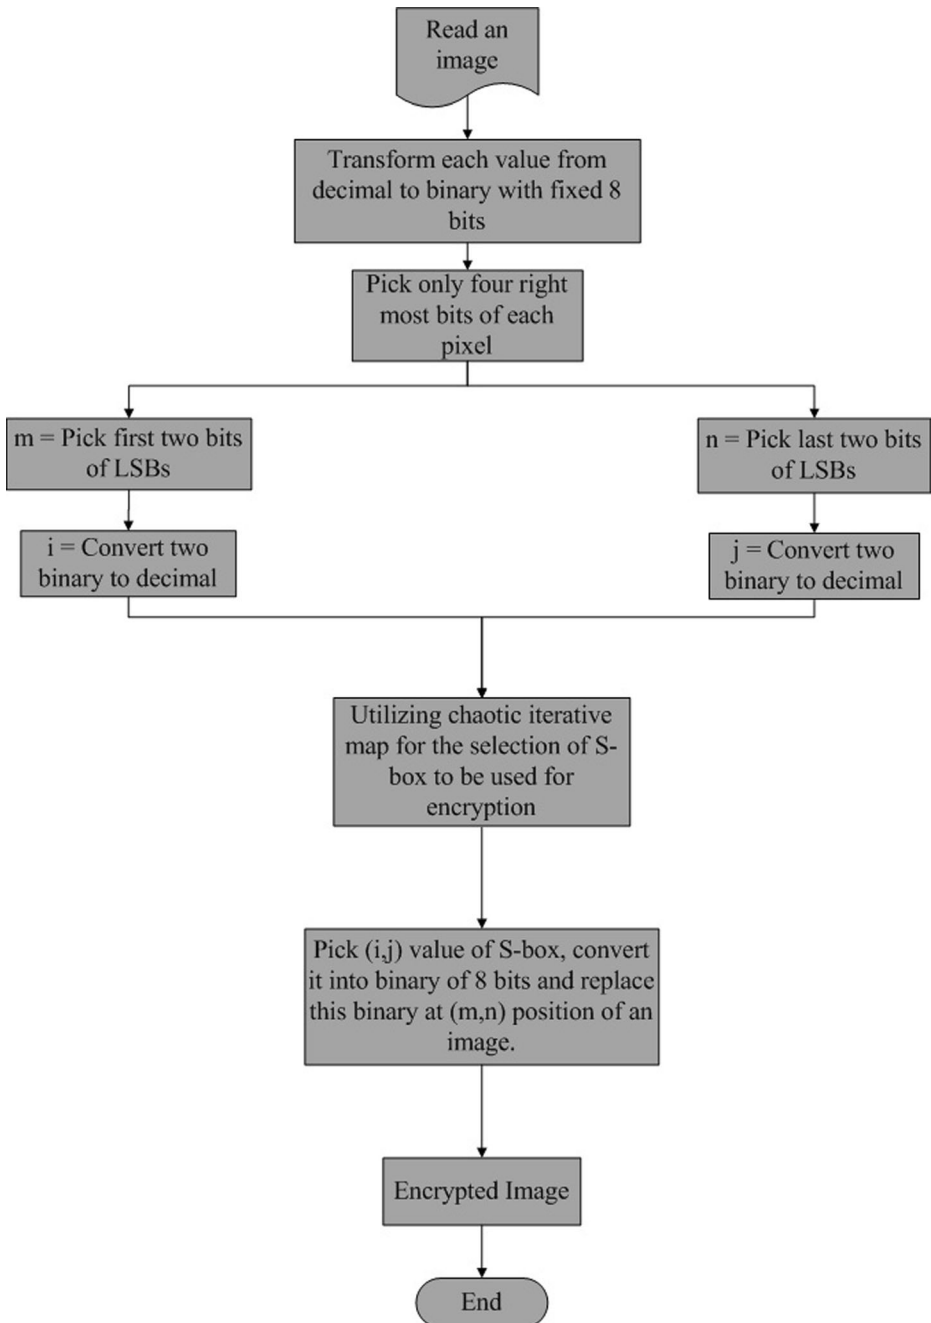 Read an
image
Transform each value from
decimal to binary with fixed 8
bits
Pick only four right
most bits of each
pixel
m = Pick first two bits
of LSBs
n = Pick last two bits
of LSBs
i = Convert two
binary to decimal
j = Convert two
binary to decimal
Utilizing chaotic iterative
map for the selection of S-
box to be used for
encryption
Pick (i,j) value of S-box, convert
it into binary of 8 bits and replace
this binary at (m,n) position of an
image.
Encrypted Image
End